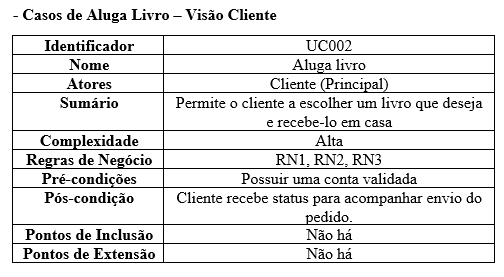 - Casos de Aluga Livro – Visão Cliente
Identificador UC002
Nome Aluga livro
Atores Cliente (Principal)
Sumário Permite o cliente a escolher um livro que deseja
e recebe-lo em casa
Complexidade Alta
Regras de Negócio RN1, RN2, RN3
Pré-condições Possuir uma conta validada
Pós-condição Cliente recebe status para acompanhar envio do
pedido.
Pontos de Inclusão Não há
Pontos de Extensão Não há